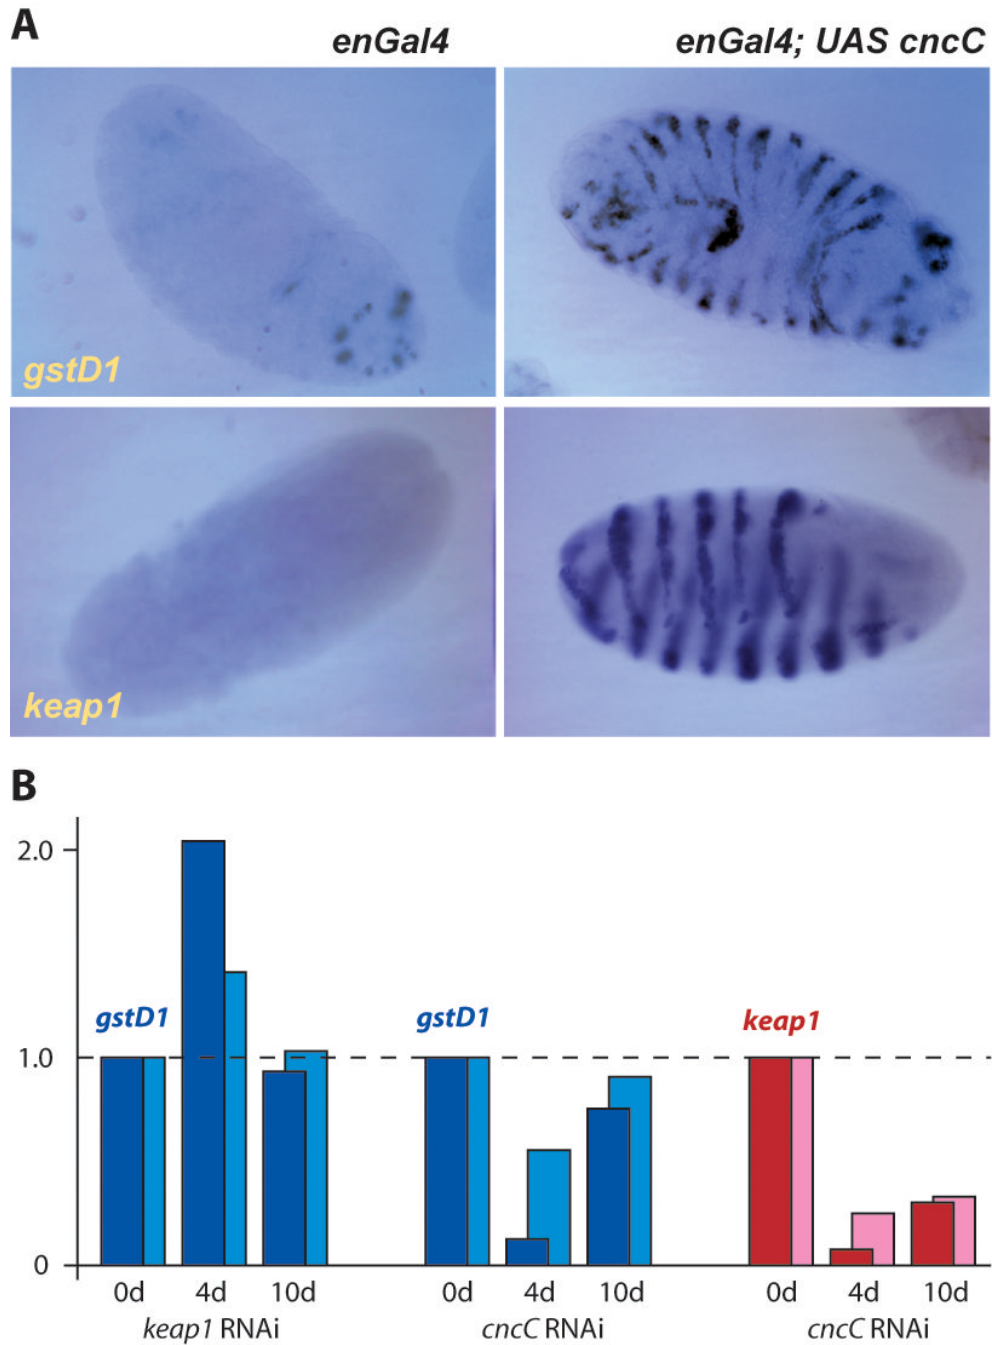 A
enGal4
enGal4; UAS cncC
gstD1
keap1
B
2.0
1.0
0
gstD1
gstD1
keap1
0d 4d 10d 0d 4d 10d 0d 4d 10d
keap1 RNAi cncC RNAi cncC RNAi